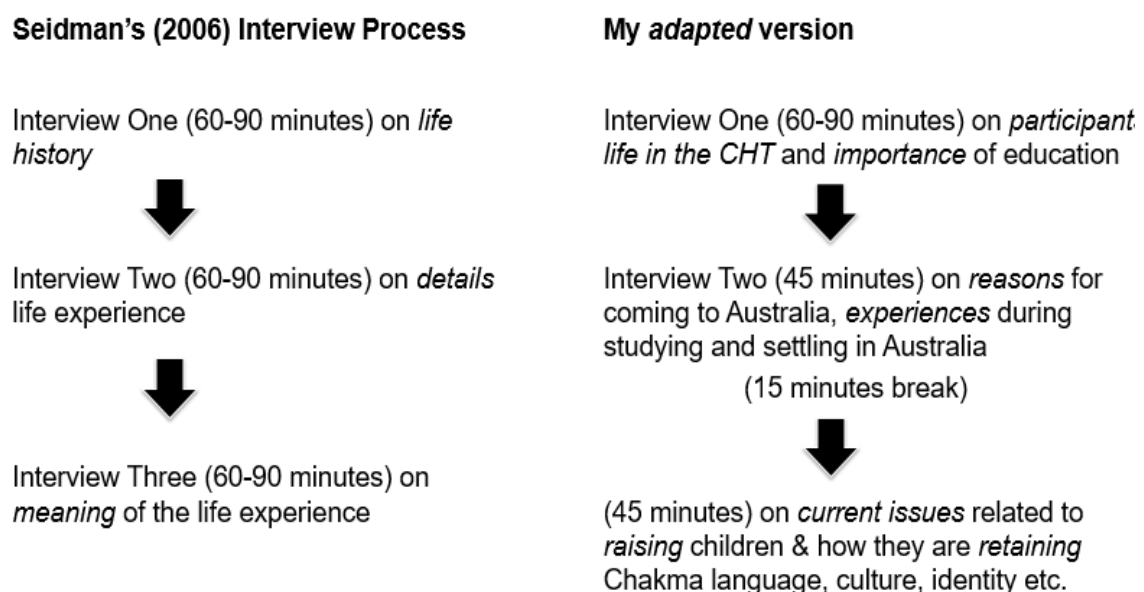 Seidman's (2006) Interview Process
Interview One (60-90 minutes) on life
history
Interview Two (60-90 minutes) on details
life experience
Interview Three (60-90 minutes) on
meaning of the life experience
My adapted version
Interview One (60-90 minutes) on participants
life in the CHT and importance of education
Interview Two (45 minutes) on reasons for
coming to Australia, experiences during
studying and settling in Australia
(15 minutes break)
(45 minutes) on current issues related to
raising children & how they are retaining
Chakma language, culture, identity etc.